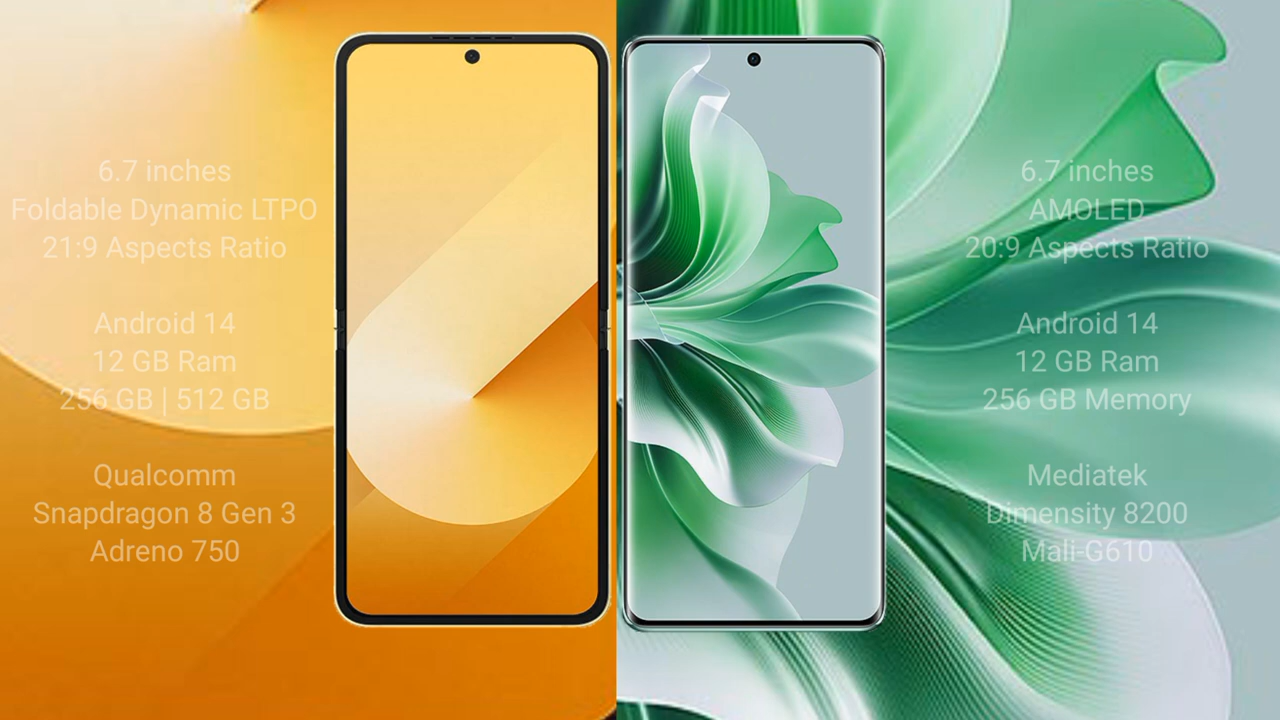 6.7 inches
Foldable Dynamic LTPO
21:9 Aspects Ratio
Android 14
12 GB Ram
256 GB | 512 GB
Qualcomm
Snapdragon 8 Gen 3
Adreno 750
6.7 inches
AMOLED
20:9 Aspects Ratio
Android 14
12 GB Ram
256 GB Memory
Mediatek
Dimensity 8200
Mali-G610